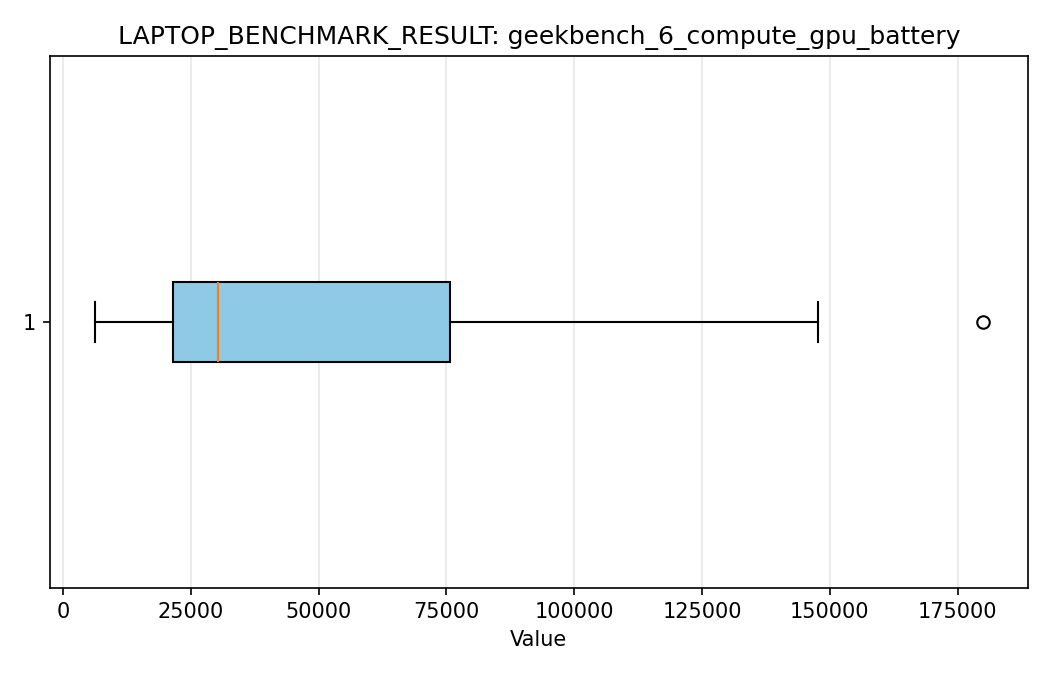 LAPTOP_BENCHMARK_RESULT: geekbench_6_compute_gpu_battery
1
0 25000 50000 75000 100000 125000 150000 175000
Value